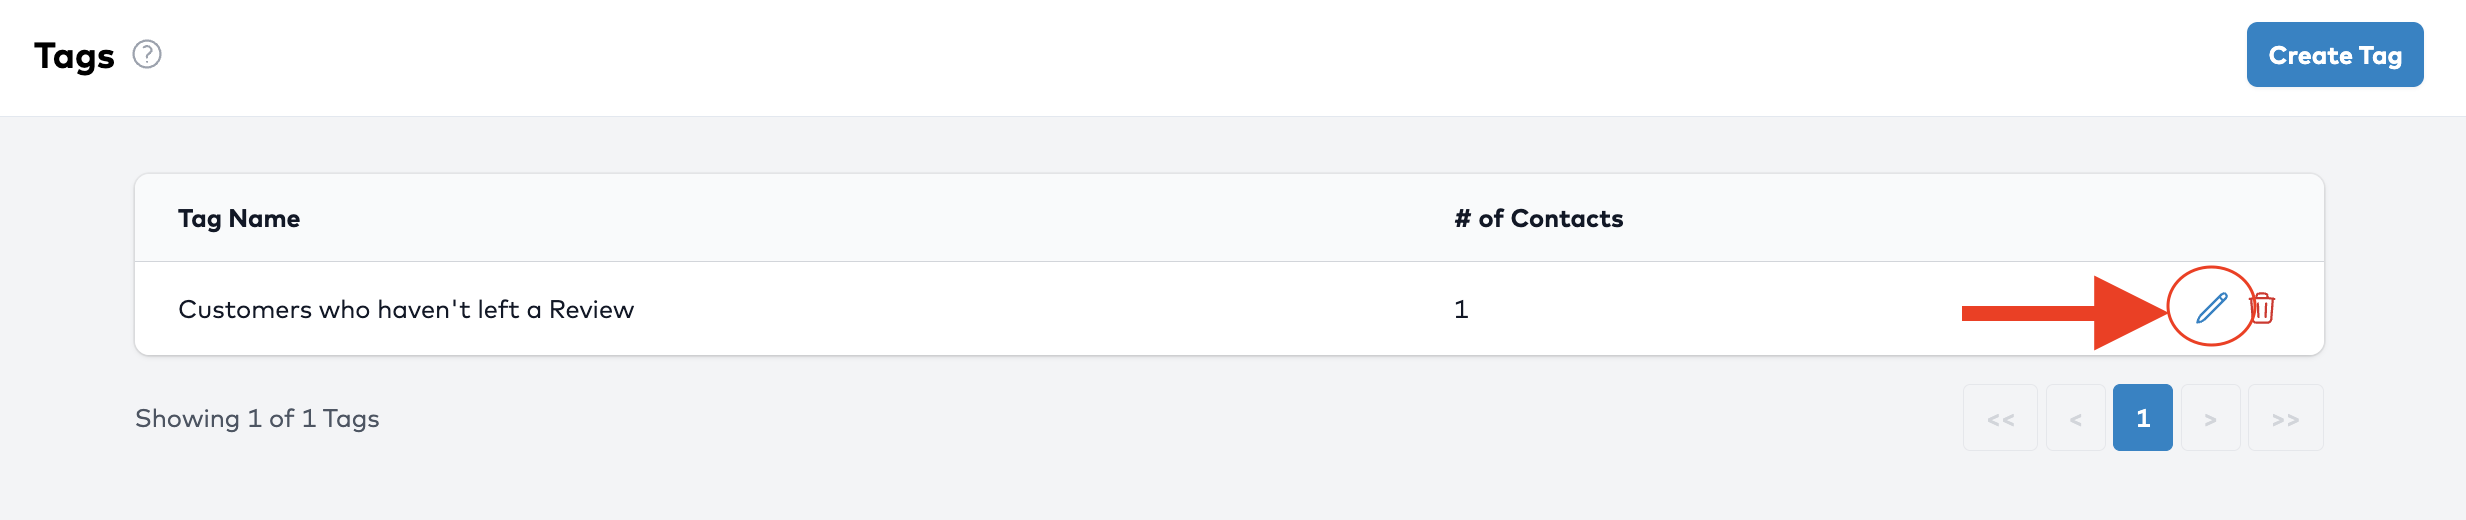 Tags ?
Create Tag
Tag Name # of Contacts
Customers who haven't left a Review 1
Showing 1 of 1 Tags
<< < 1 > >>